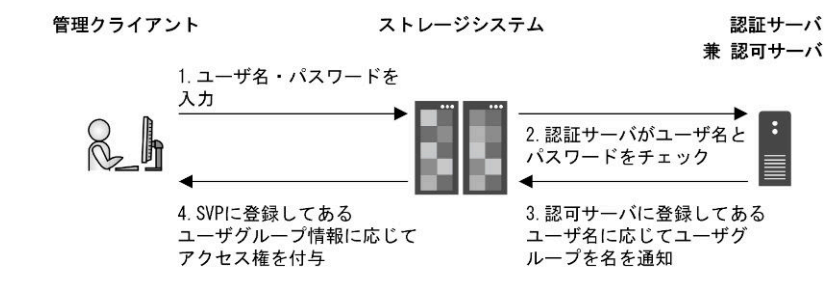 管理クライアント
ストレージシステム
認証サーバ
兼 認可サーバ
1.ユーザ名・パスワードを
入力
2.認証サーバがユーザ名と
パスワードをチェック
4.SVPに登録してある
ユーザグループ情報に応じて
アクセス権を付与
3.認可サーバに登録してある
ユーザ名に応じてユーザグ
ループを名を通知